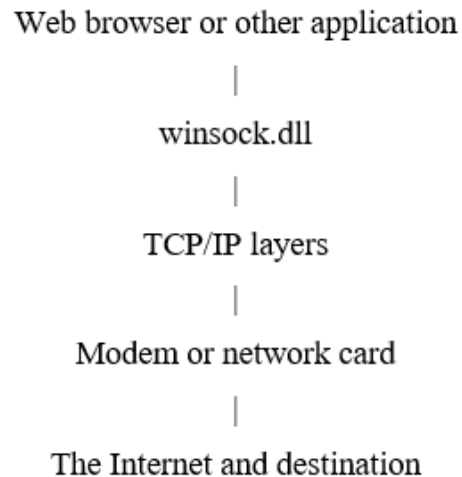 Web browser or other application
winsock.dll
TCP/IP layers
Modem or network card
The Internet and destination